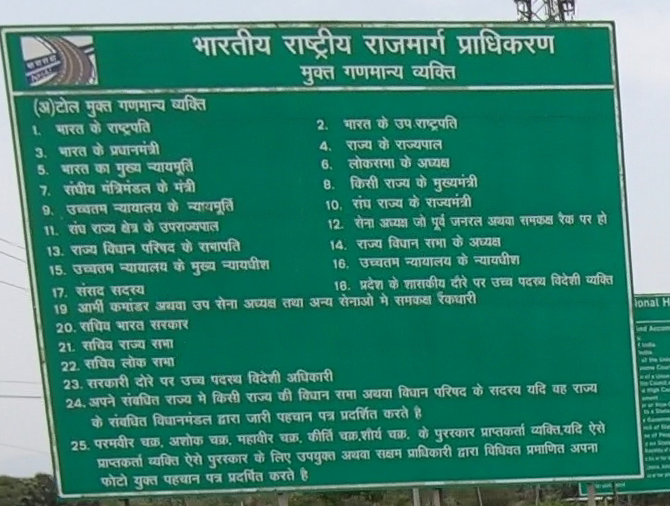 भारतीय राष्ट्रीय राजमार्ग प्राधिकरण
मुक्त गणमान्य व्यक्ति
(अ)टोल मुक्त गणमान्य व्यक्ति
1. भारत के राष्ट्रपति
2. भारत के उप राष्ट्रपति
3. भारत के प्रधानमंत्री
4. राज्य के राज्यपाल
5. भारत का मुख्य न्यायमूर्ति
6. लोकसभा के अध्यक्ष
7. संघीय मंत्रिमंडल के मंत्री
8. किसी राज्य के मुख्यमंत्री
9. उच्चतम न्यायालय के न्यायमूर्ति
10. संघ राज्य के राज्यमंत्री
11. संघ राज्य क्षेत्र के उपराज्यपाल
12. सेना अध्यक्ष जो पूर्व जनरल अथवा समकक्ष रैंक पर हो
13. राज्य विधान परिषद के सभापति
14. राज्य विधान सभा के अध्यक्ष
15. उच्चतम न्यायालय के मुख्य न्यायधीश
16. उच्चतम न्यायालय के न्यायधीश
17. संसद सदस्य
18. प्रदेश के शासकीय दौरे पर उच्च पदस्थ विदेशी व्यक्ति
19 आर्मी कमांडर अथवा उप सेना अध्यक्ष तथा अन्य सेनाओ मे समकक्ष रैंकधारी
20. सचिव भारत सरकार
21. सचिव राज्य सभा
22. सचिव लोक सभा
23. सरकारी दोरे पर उच्च पदस्थ विदेशी अधिकारी
24. अपने संबधित राज्य मे किसी राज्य की विधान सभा अथवा विधान परिषद के सदस्य यदि वह राज्य
के संबधित विधानमंडल द्वारा जारी पहचान पत्र प्रदर्शित करते है
25. परमवीर चक्र, अशोक चक्र, महावीर चक्र, कीर्ति चक्र,शौर्य चक्र, के पुररकार प्राप्तकर्ता व्यक्ति,यदि ऐसे
प्राप्तकर्ता व्यक्ति ऐसे पुरस्कार के लिए उपयुक्त अथवा सक्षम प्राधिकारी द्वारा विधिवत प्रमाणित अपना
फोटो युक्त पहचान पत्र प्रदर्षित करते है